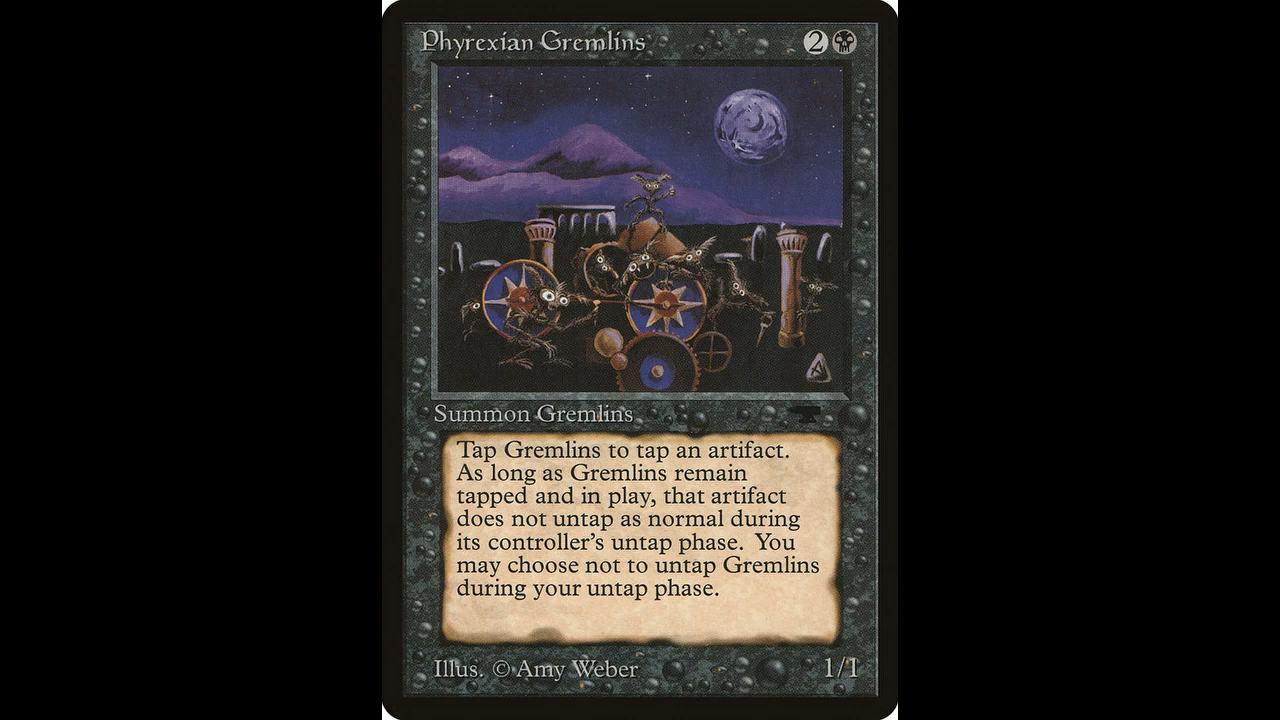 Phyrexian Gremlins 2
Summon Gremlins
Tap Gremlins to tap an artifact.
As long as Gremlins remain
tapped and in play, that artifact
does not untap as normal during
its controller's untap phase. You
may choose not to untap Gremlins
during your untap phase.
Illus. © Amy Weber 1/1